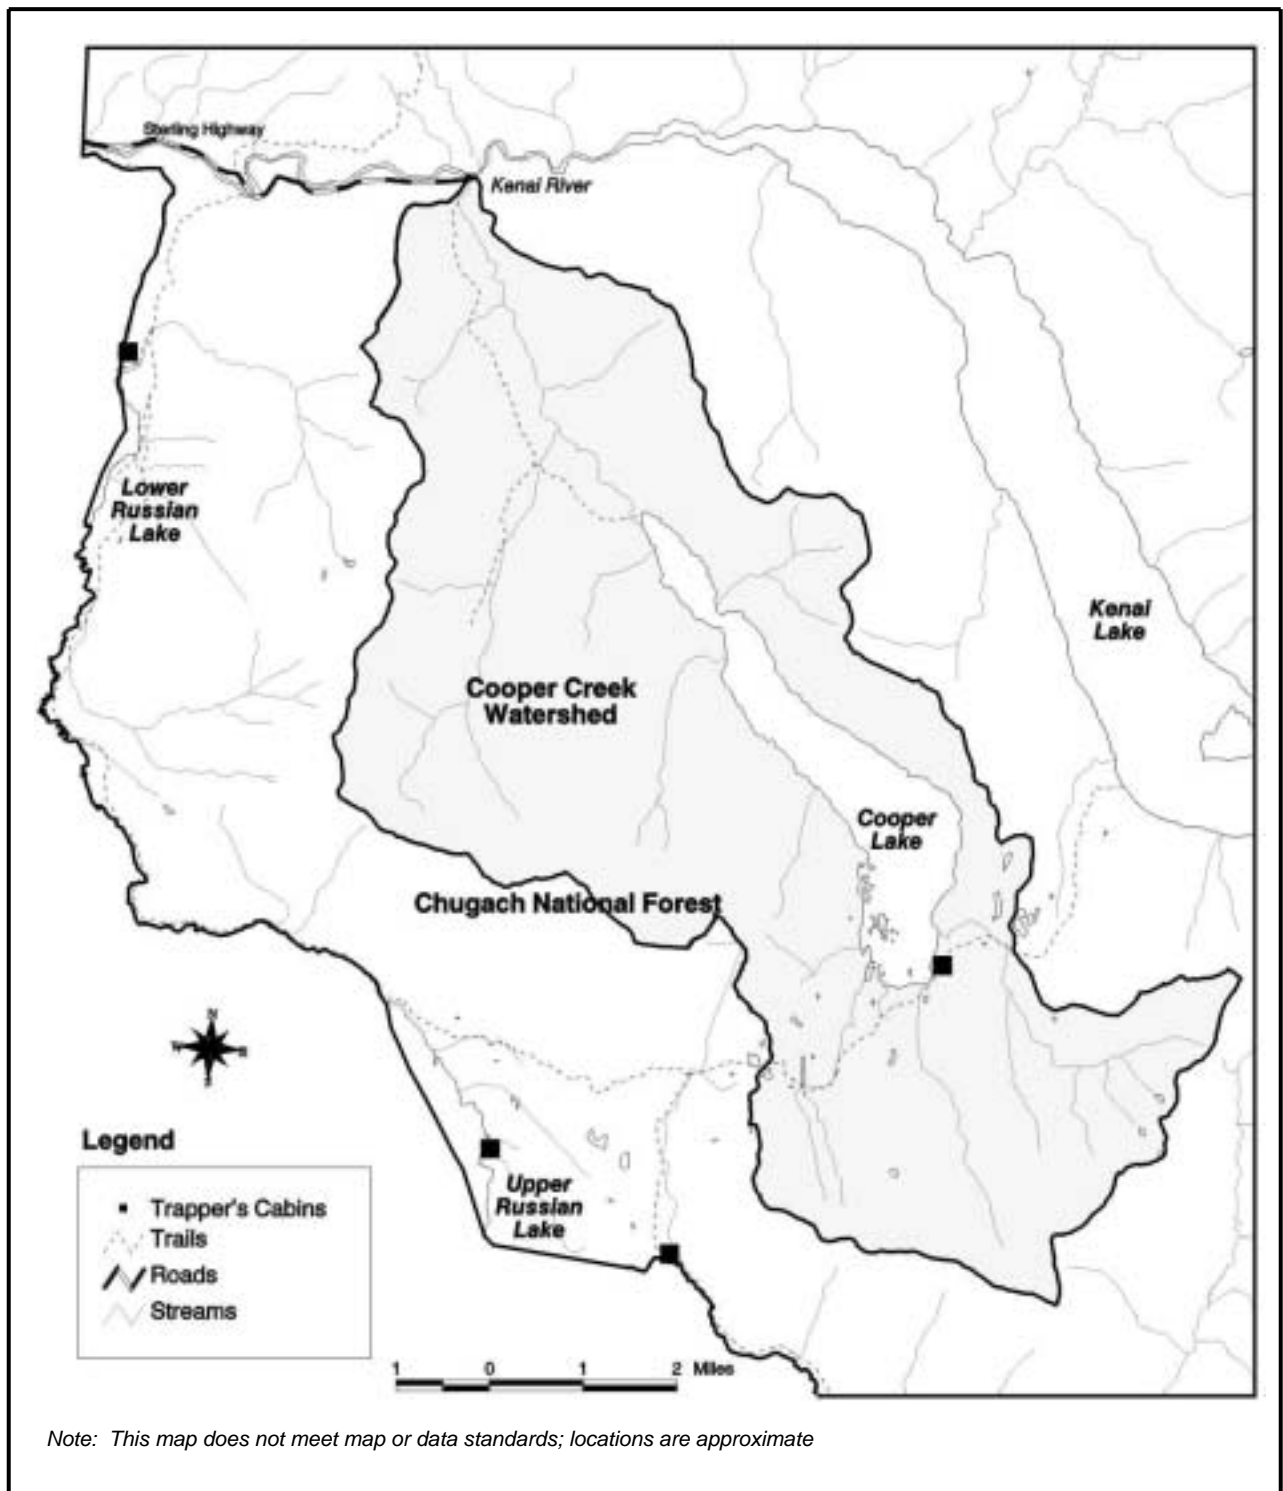 Sterling Highway
Kenai River
Lower
Russian
Lake
Kenai
Lake
Cooper Creek
Watershed
Cooper
Lake
Chugach National Forest
N
W
E
S
Legend
Trapper's Cabins
Trails
Roads
Streams
Upper
Russian
Lake
1 0 1 2 Miles
Note: This map does not meet map or data standards; locations are approximate